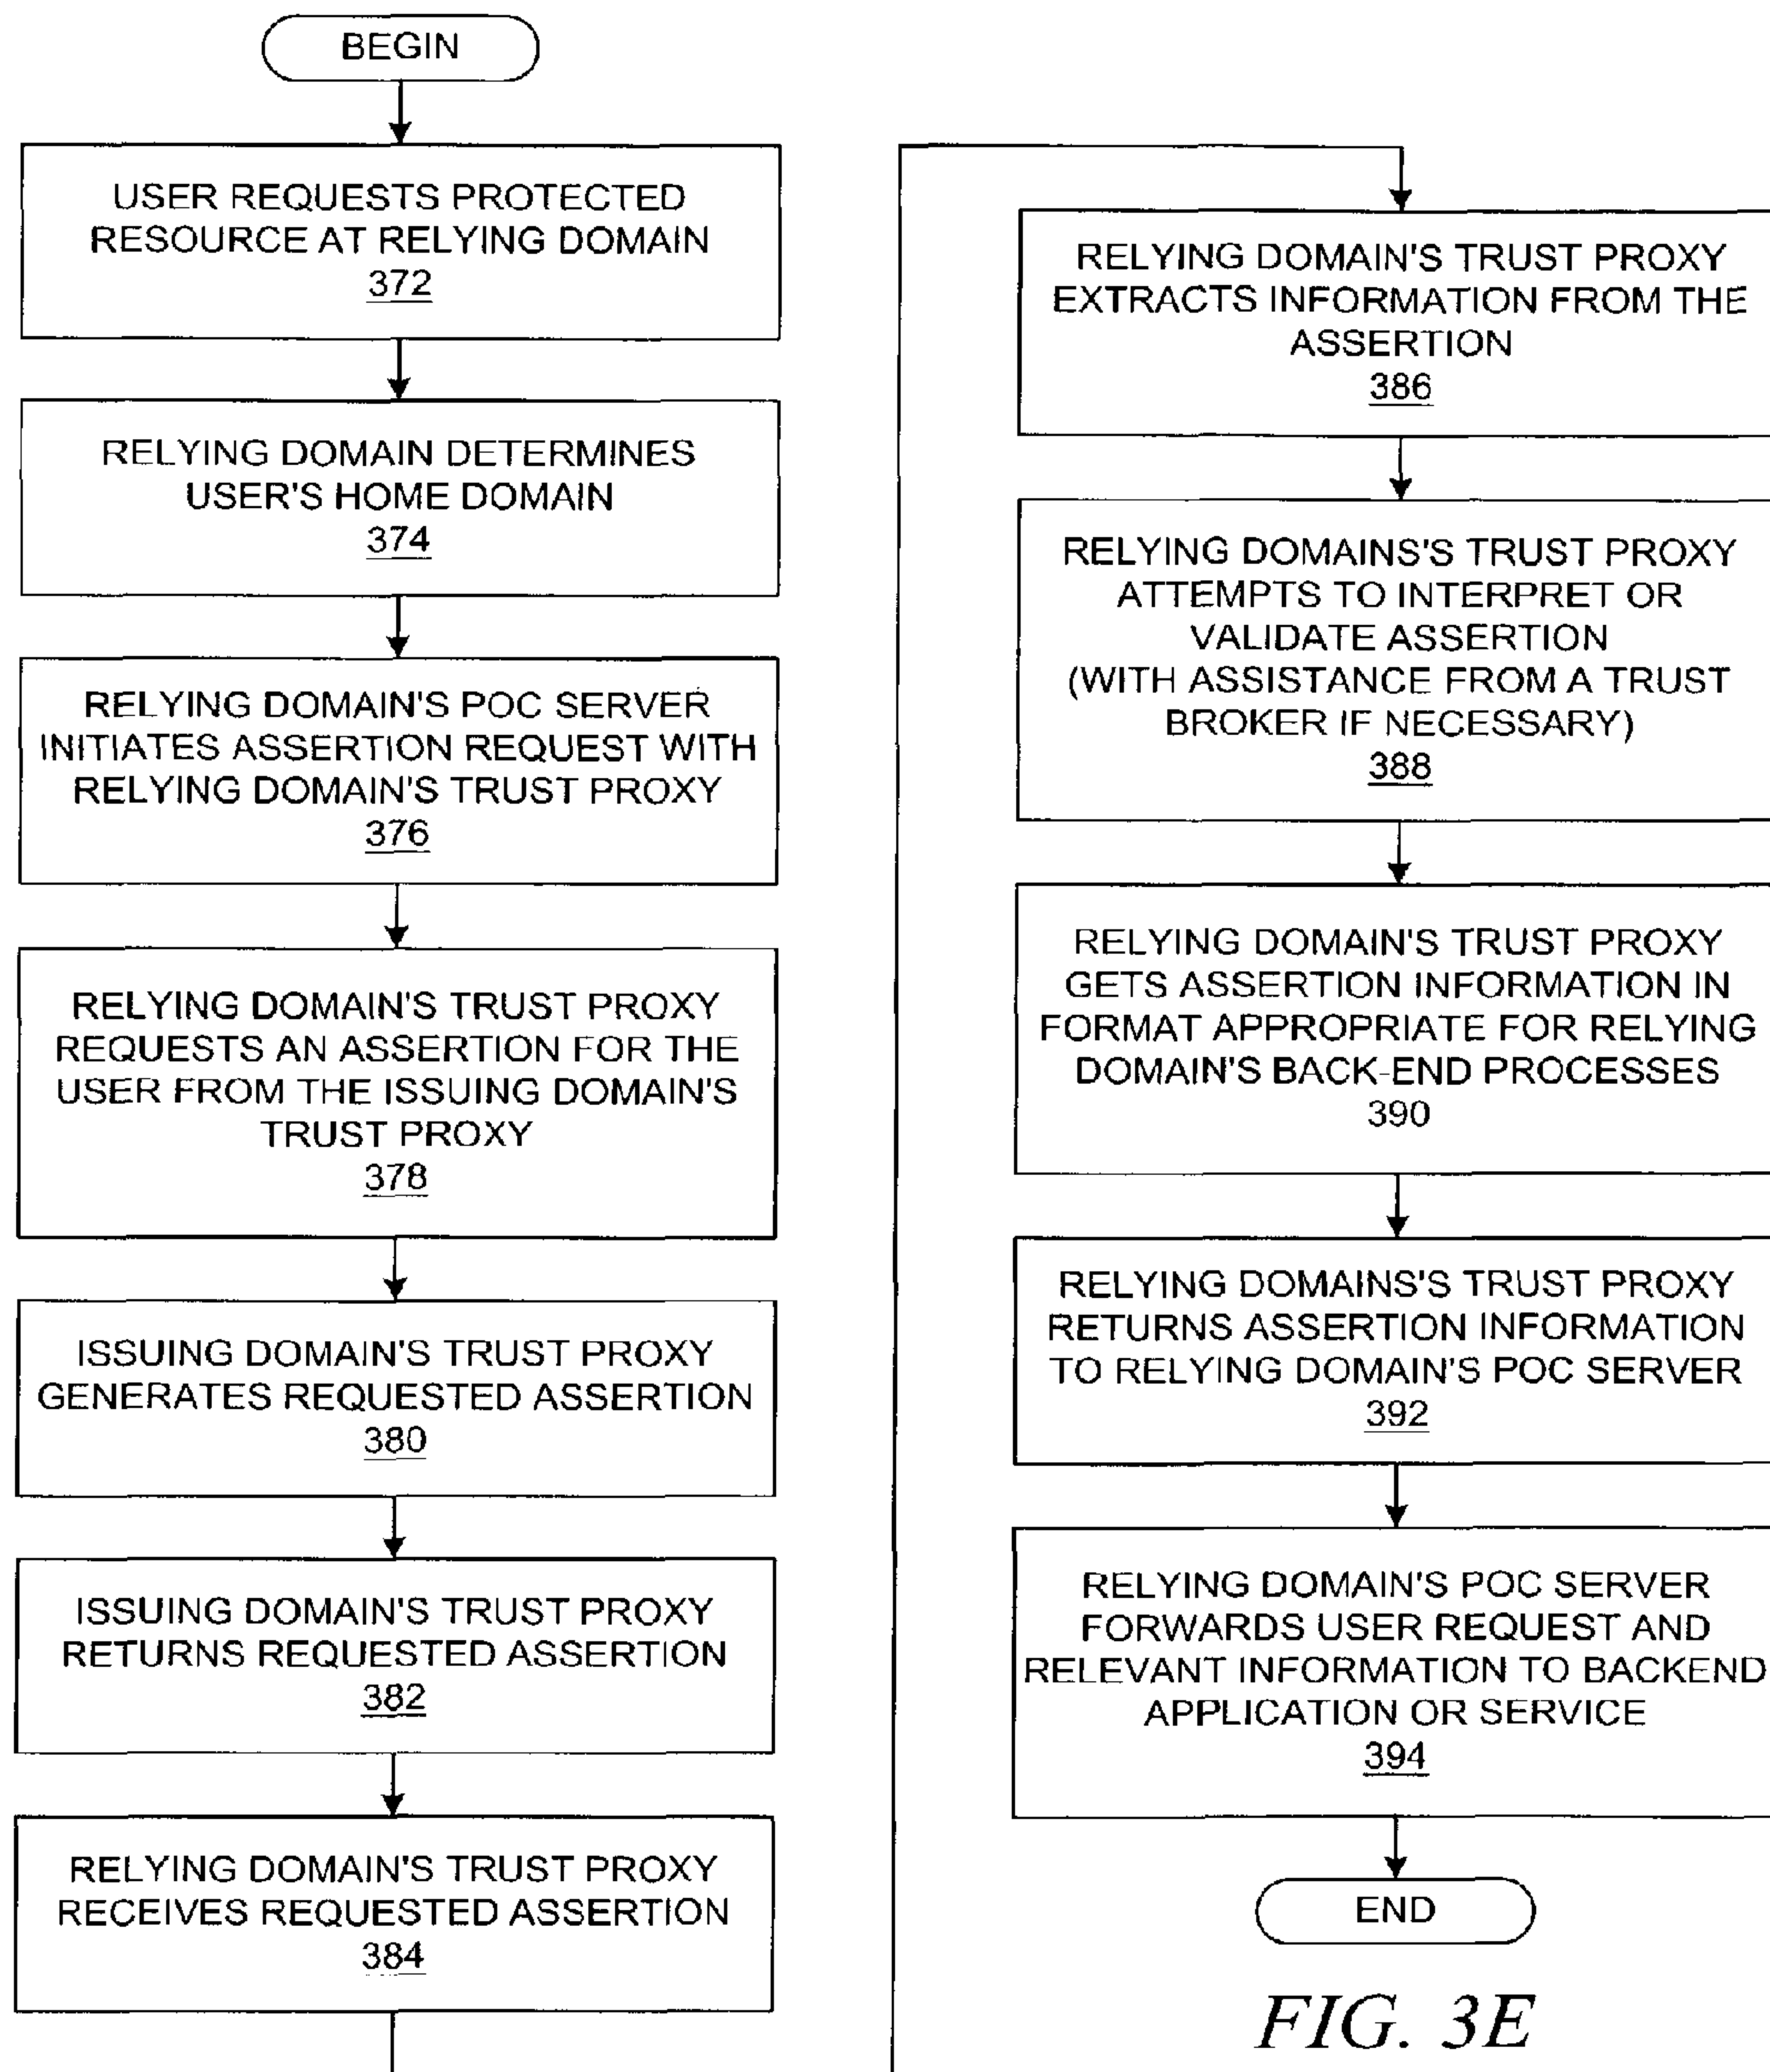 BEGIN
USER REQUESTS PROTECTED
RESOURCE AT RELYING DOMAIN
372
RELYING DOMAIN DETERMINES
USER'S HOME DOMAIN
374
RELYING DOMAIN'S POC SERVER
INITIATES ASSERTION REQUEST WITH
RELYING DOMAIN'S TRUST PROXY
376
RELYING DOMAIN'S TRUST PROXY
REQUESTS AN ASSERTION FOR THE
USER FROM THE ISSUING DOMAIN'S
TRUST PROXY
378
ISSUING DOMAIN'S TRUST PROXY
GENERATES REQUESTED ASSERTION
380
ISSUING DOMAIN'S TRUST PROXY
RETURNS REQUESTED ASSERTION
382
RELYING DOMAIN'S TRUST PROXY
RECEIVES REQUESTED ASSERTION
384
RELYING DOMAIN'S TRUST PROXY
EXTRACTS INFORMATION FROM THE
ASSERTION
386
RELYING DOMAINS'S TRUST PROXY
ATTEMPTS TO INTERPRET OR
VALIDATE ASSERTION
(WITH ASSISTANCE FROM A TRUST
BROKER IF NECESSARY)
388
RELYING DOMAIN'S TRUST PROXY
GETS ASSERTION INFORMATION IN
FORMAT APPROPRIATE FOR RELYING
DOMAIN'S BACK-END PROCESSES
390
RELYING DOMAINS'S TRUST PROXY
RETURNS ASSERTION INFORMATION
TO RELYING DOMAIN'S POC SERVER
392
RELYING DOMAIN'S POC SERVER
FORWARDS USER REQUEST AND
RELEVANT INFORMATION TO BACKEND
APPLICATION OR SERVICE
394
END
FIG. 3E